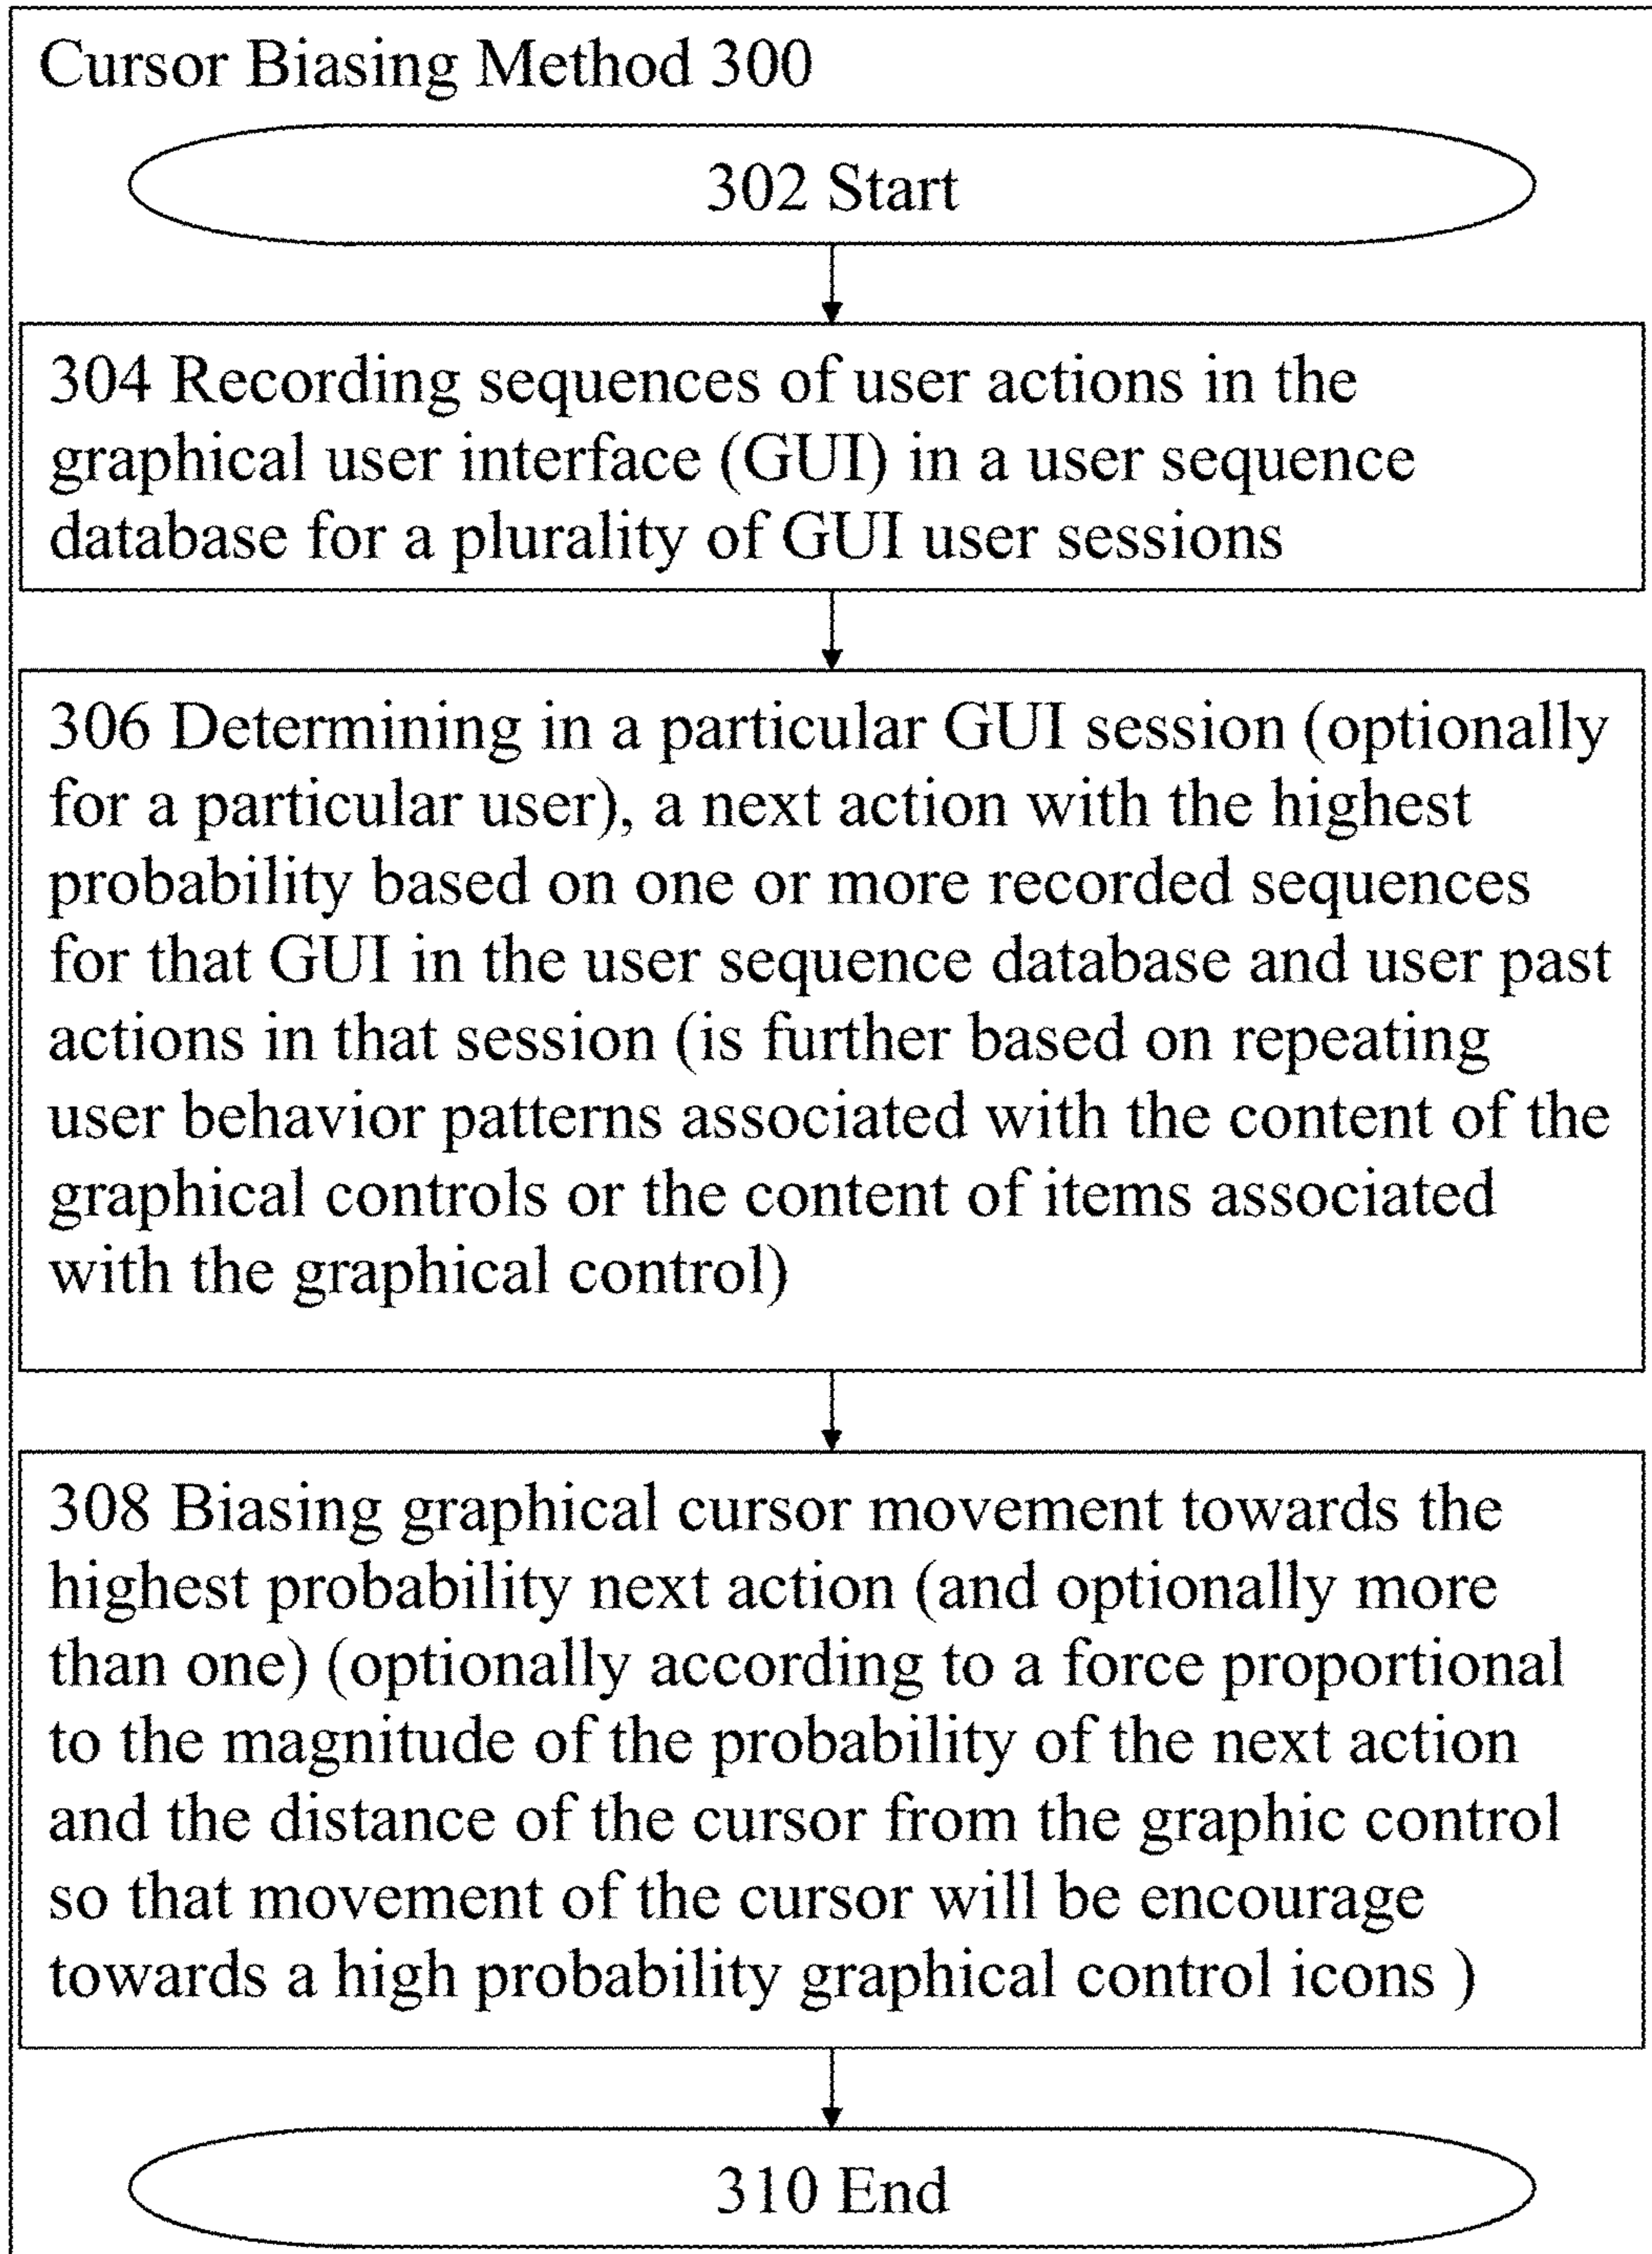 Cursor Biasing Method 300
302 Start
304 Recording sequences of user actions in the
graphical user interface (GUI) in a user sequence
database for a plurality of GUI user sessions
306 Determining in a particular GUI session (optionally
for a particular user), a next action with the highest
probability based on one or more recorded sequences
for that GUI in the user sequence database and user past
actions in that session (is further based on repeating
user behavior patterns associated with the content of the
graphical controls or the content of items associated
with the graphical control)
308 Biasing graphical cursor movement towards the
highest probability next action (and optionally more
than one) (optionally according to a force proportional
to the magnitude of the probability of the next action
and the distance of the cursor from the graphic control
so that movement of the cursor will be encourage
towards a high probability graphical control icons )
310 End